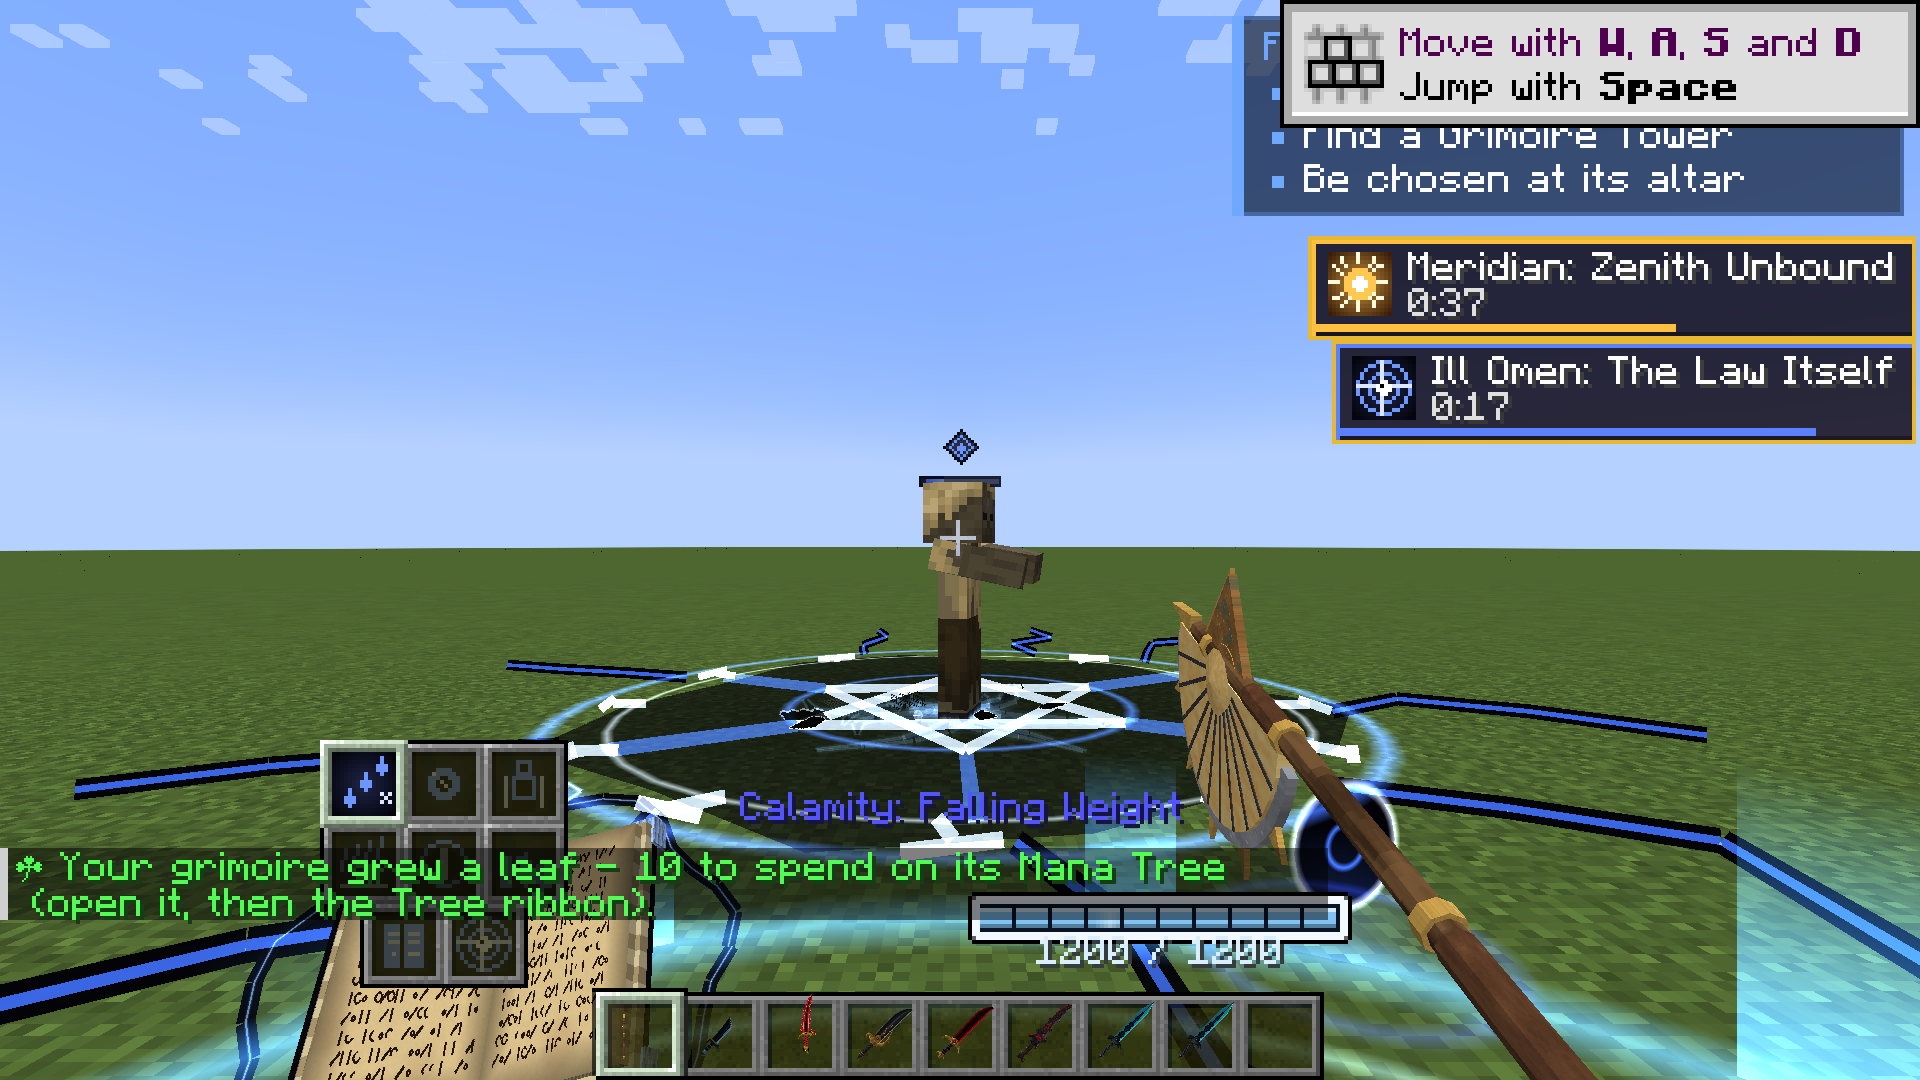 Move with W, A, S and D
Jump with Space
Find a Grimoire Tower
Be chosen at its altar
Meridian: Zenith Unbound
0:37
Ill Omen: The Law Itself
0:17
Calamity: Falling Weight
☘ Your grimoire grew a leaf — 10 to spend on its Mana Tree
(open it, then the Tree ribbon).
1200 / 1200